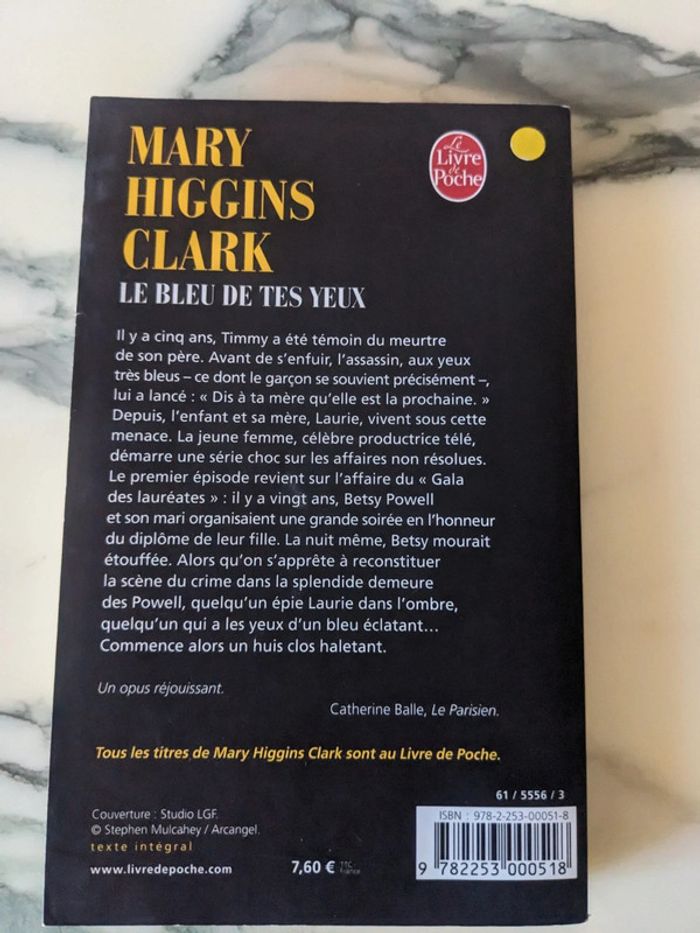 MARY
HIGGINS
CLARK
LE BLEU DE TES YEUX
Le
Livre
de
Poche
Il y a cinq ans, Timmy a été témoin du meurtre
de son père. Avant de s’enfuir, l’assassin, aux yeux
très bleus – ce dont le garçon se souvient précisément –,
lui a lancé : « Dis à ta mère qu’elle est la prochaine. »
Depuis, l’enfant et sa mère, Laurie, vivent sous cette
menace. La jeune femme, célèbre productrice télé,
démarre une série choc sur les affaires non résolues.
Le premier épisode revient sur l’affaire du « Gala
des lauréates » : il y a vingt ans, Betsy Powell
et son mari organisaient une grande soirée en l’honneur
du diplôme de leur fille. La nuit même, Betsy mourait
étouffée. Alors qu’on s’apprête à reconstituer
la scène du crime dans la splendide demeure
des Powell, quelqu’un épie Laurie dans l’ombre,
quelqu’un qui a les yeux d’un bleu éclatant…
Commence alors un huis clos haletant.
Un opus réjouissant.
Catherine Balle, Le Parisien.
Tous les titres de Mary Higgins Clark sont au Livre de Poche.
61 / 5556 / 3
Couverture : Studio LGF.
© Stephen Mulcahey / Arcangel.
texte intégral
www.livredepoche.com
7,60 € TTC
France
ISBN : 978-2-253-00051-8
9 782253 000518